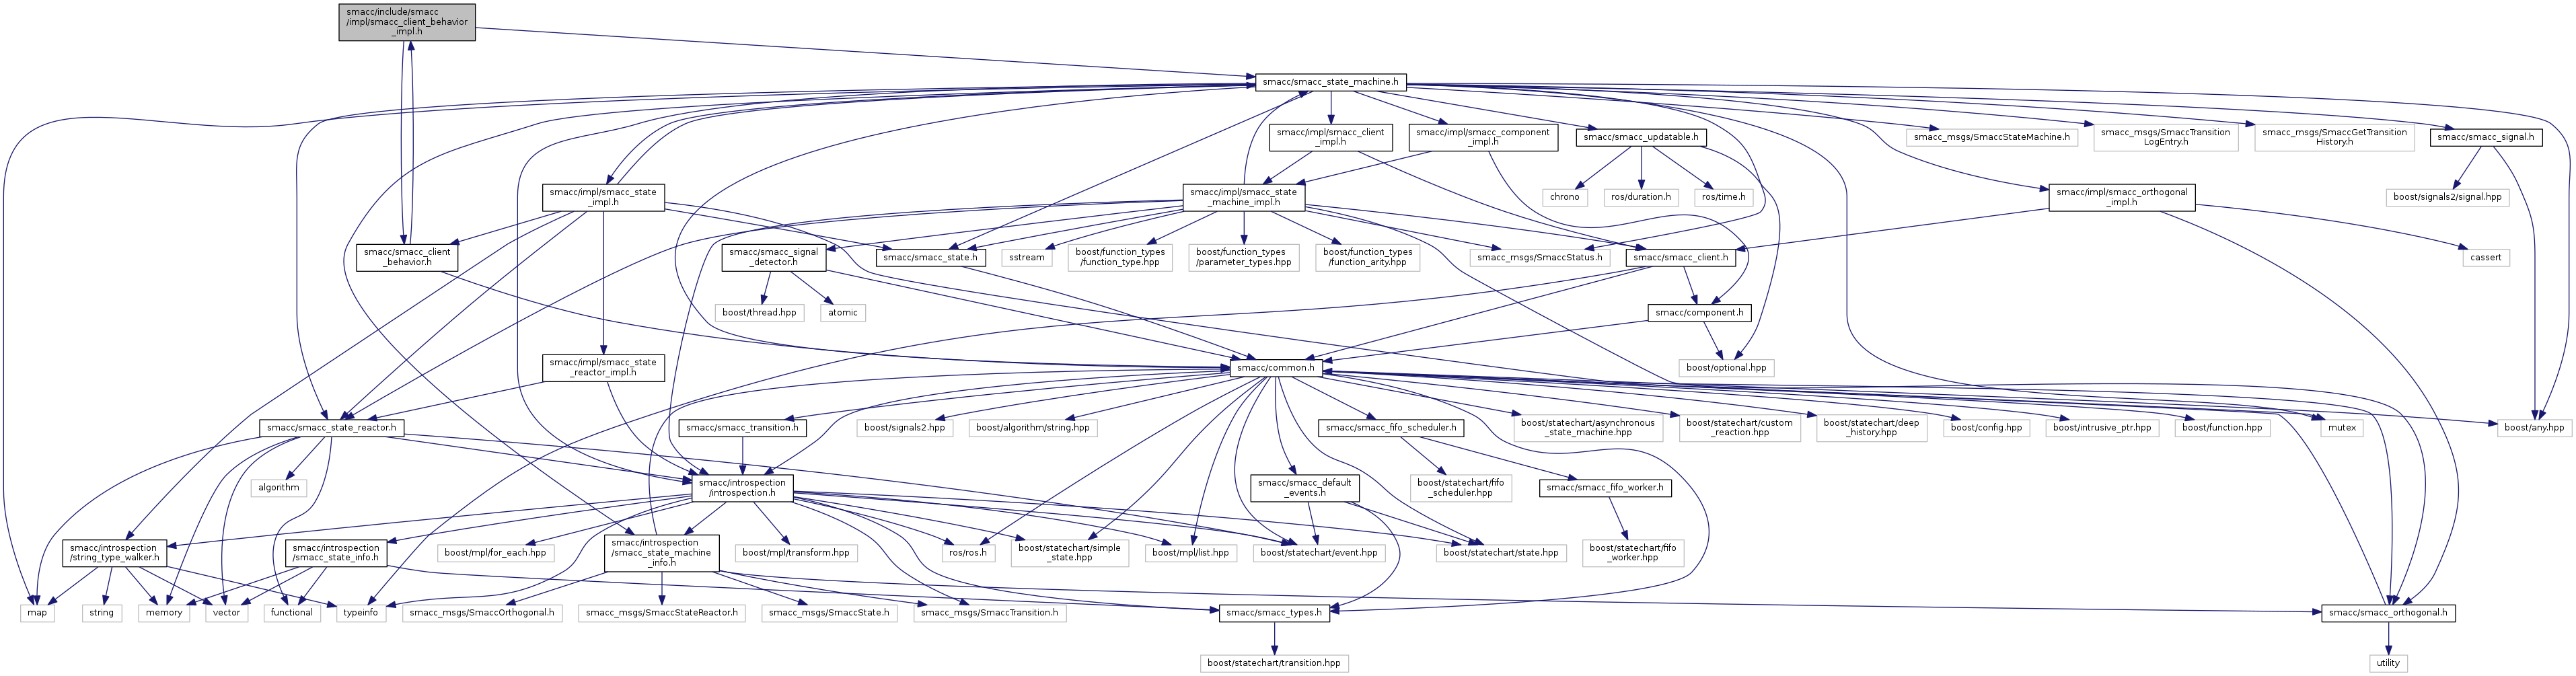 smacc/include/smacc
/impl/smacc_client_behavior
_impl.h
smacc/smacc_state_machine.h
smacc/impl/smacc_client
_impl.h
smacc/impl/smacc_component
_impl.h
smacc/smacc_updatable.h
smacc_msgs/SmaccStateMachine.h
smacc_msgs/SmaccTransition
LogEntry.h
smacc_msgs/SmaccGetTransition
History.h
smacc/smacc_signal.h
smacc/impl/smacc_state
_impl.h
smacc/impl/smacc_state
_machine_impl.h
chrono
ros/duration.h
ros/time.h
smacc/impl/smacc_orthogonal
_impl.h
boost/signals2/signal.hpp
smacc/smacc_client
_behavior.h
smacc/smacc_signal
_detector.h
smacc/smacc_state.h
sstream
boost/function_types
/function_type.hpp
boost/function_types
/parameter_types.hpp
boost/function_types
/function_arity.hpp
smacc_msgs/SmaccStatus.h
smacc/smacc_client.h
cassert
boost/thread.hpp
atomic
smacc/component.h
smacc/impl/smacc_state
_reactor_impl.h
smacc/common.h
boost/optional.hpp
smacc/smacc_state_reactor.h
smacc/smacc_transition.h
boost/signals2.hpp
boost/algorithm/string.hpp
smacc/smacc_fifo_scheduler.h
boost/statechart/asynchronous
_state_machine.hpp
boost/statechart/custom
_reaction.hpp
boost/statechart/deep
_history.hpp
boost/config.hpp
boost/intrusive_ptr.hpp
boost/function.hpp
mutex
boost/any.hpp
algorithm
smacc/introspection
/introspection.h
smacc/smacc_default
_events.h
boost/statechart/fifo
_scheduler.hpp
smacc/smacc_fifo_worker.h
smacc/introspection
/string_type_walker.h
smacc/introspection
/smacc_state_info.h
boost/mpl/for_each.hpp
smacc/introspection
/smacc_state_machine
_info.h
boost/mpl/transform.hpp
ros/ros.h
boost/statechart/simple
_state.hpp
boost/mpl/list.hpp
boost/statechart/event.hpp
boost/statechart/state.hpp
boost/statechart/fifo
_worker.hpp
map
string
memory
vector
functional
typeinfo
smacc_msgs/SmaccOrthogonal.h
smacc_msgs/SmaccStateReactor.h
smacc_msgs/SmaccState.h
smacc_msgs/SmaccTransition.h
smacc/smacc_types.h
smacc/smacc_orthogonal.h
boost/statechart/transition.hpp
utility